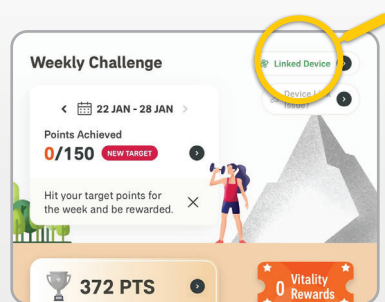 Weekly Challenge
Linked Device
Device Link
Issue?
22 JAN - 28 JAN
Points Achieved
0/150 NEW TARGET
Hit your target points for
the week and be rewarded.
372 PTS
0 Vitality
Rewards